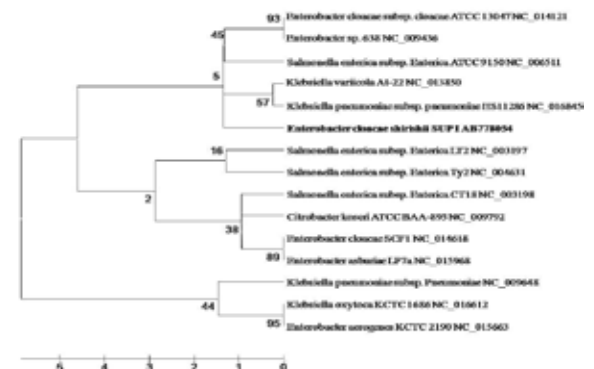 93 Enterobacter cloacae subsp. cloacae ATCC 13047 NC_014121
45 Enterobacter sp. 638 NC_009436
Salmonella enterica subsp. Enterica ATCC 9150 NC_006511
5
Klebsiella variicola At-22 NC_013850
57 Klebsiella pneumoniae subsp. pneumoniae HS11286 NC_016845
Enterobacter cloacae shirishii SUP1 AB778054
16 Salmonella enterica subsp. Enterica LT2 NC_003197
Salmonella enterica subsp. Enterica Ty2 NC_004631
2
Salmonella enterica subsp. Enterica CT18 NC_003198
38 Citrobacter koseri ATCC BAA-895 NC_009792
Enterobacter cloacae SCF1 NC_014618
89 Enterobacter asburiae LF7a NC_015968
Klebsiella pneumoniae subsp. Pneumoniae NC_009648
44 Klebsiella oxytoca KCTC 1686 NC_016612
95 Enterobacter aerogenes KCTC 2190 NC_015663
5 4 3 2 1 0